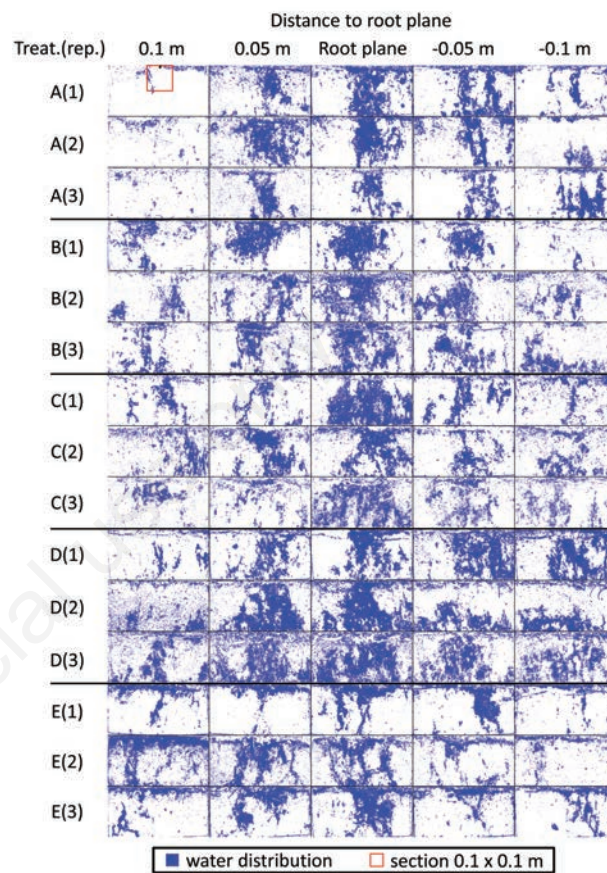 Distance to root plane
Treat.(rep.) 0.1 m 0.05 m Root plane -0.05 m -0.1 m
A(1)
A(2)
A(3)
B(1)
B(2)
B(3)
C(1)
C(2)
C(3)
D(1)
D(2)
D(3)
E(1)
E(2)
E(3)
water distribution section 0.1 x 0.1 m